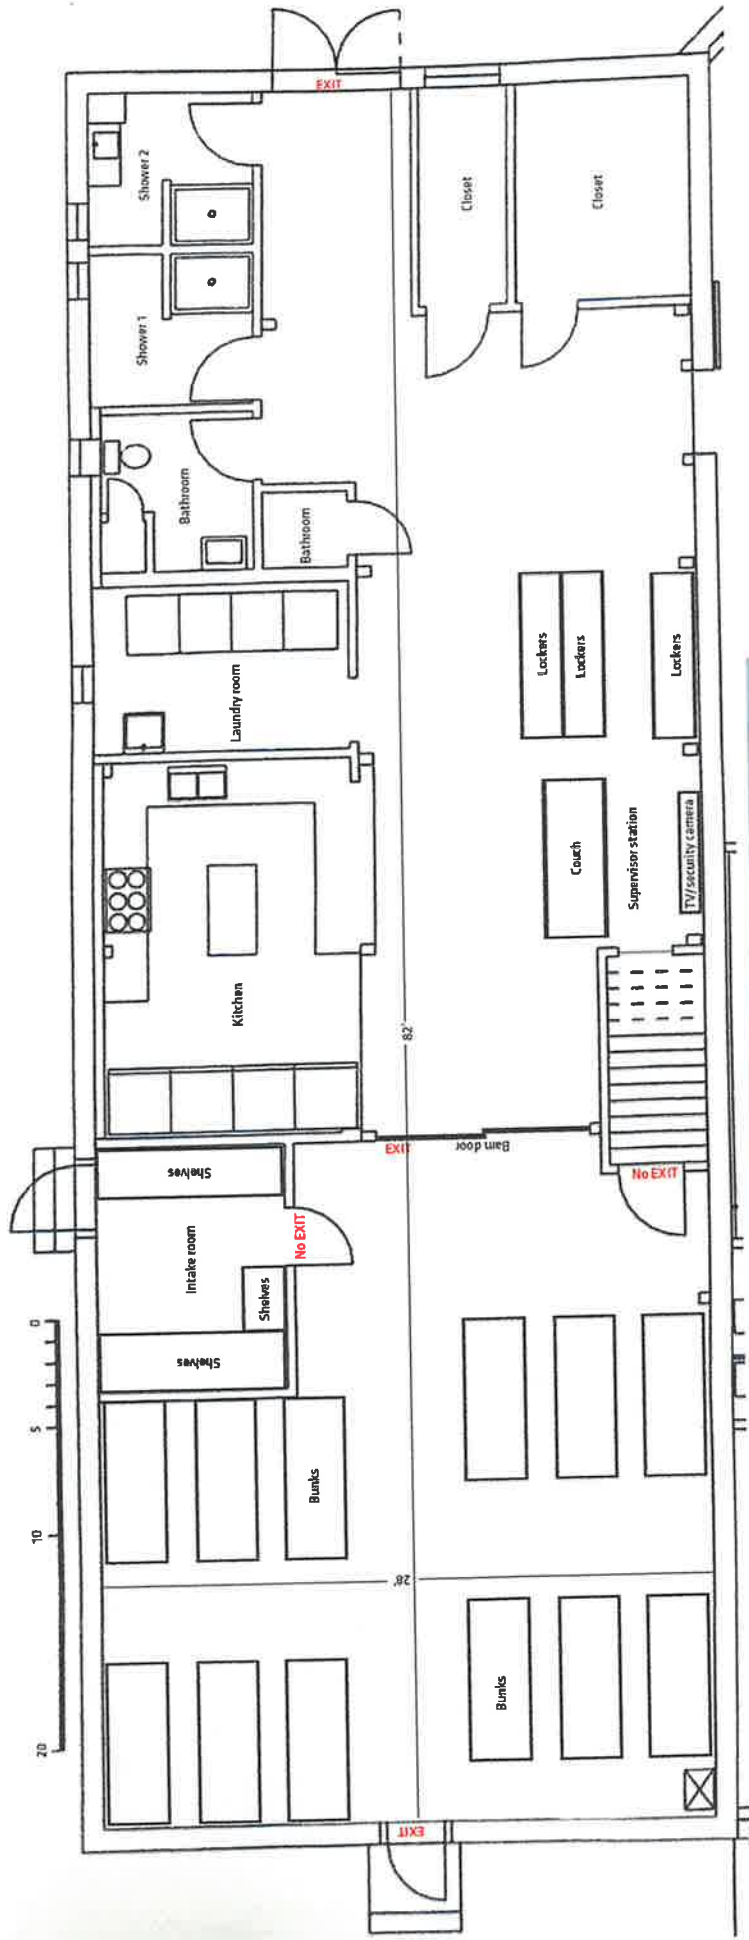 EXIT
Shower 2
Shower 1
Closet
Closet
Bathroom
Bathroom
Laundry room
Lockers
Lockers
Lockers
Couch
Supervisor station
TV/security camera
Kitchen
82'
EXIT
Barn door
No EXIT
Shelves
Intake room
No EXIT
Shelves
Shelves
0
5
10
20
Bunks
28'
Bunks
EXIT